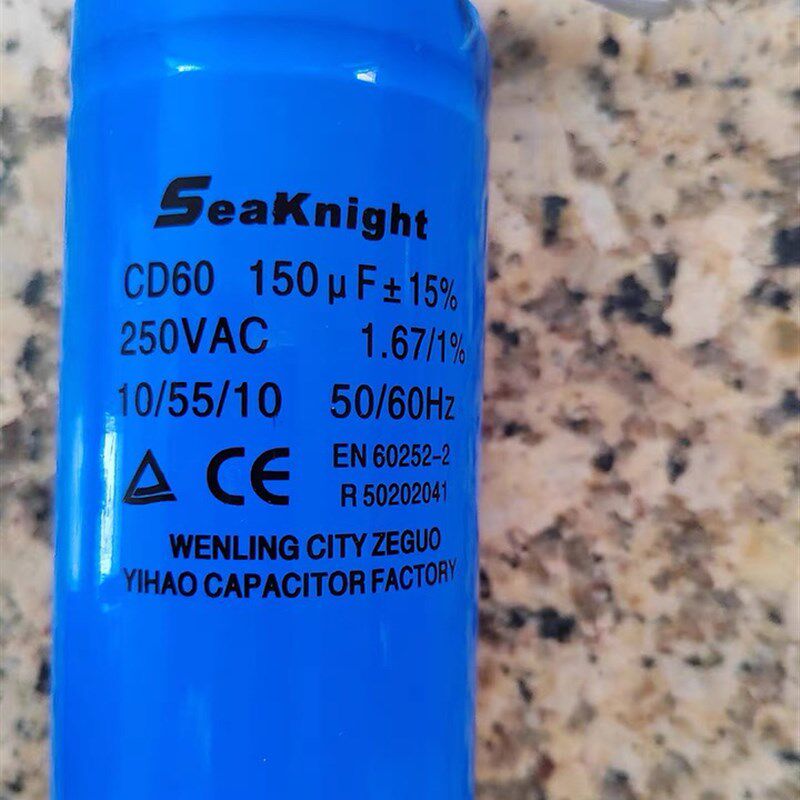 SeaKnight
CD60 150µF±15%
250VAC 1.67/1%
10/55/10 50/60Hz
CE EN 60252-2
R 50202041
WENLING CITY ZEGUO
YIHAO CAPACITOR FACTORY